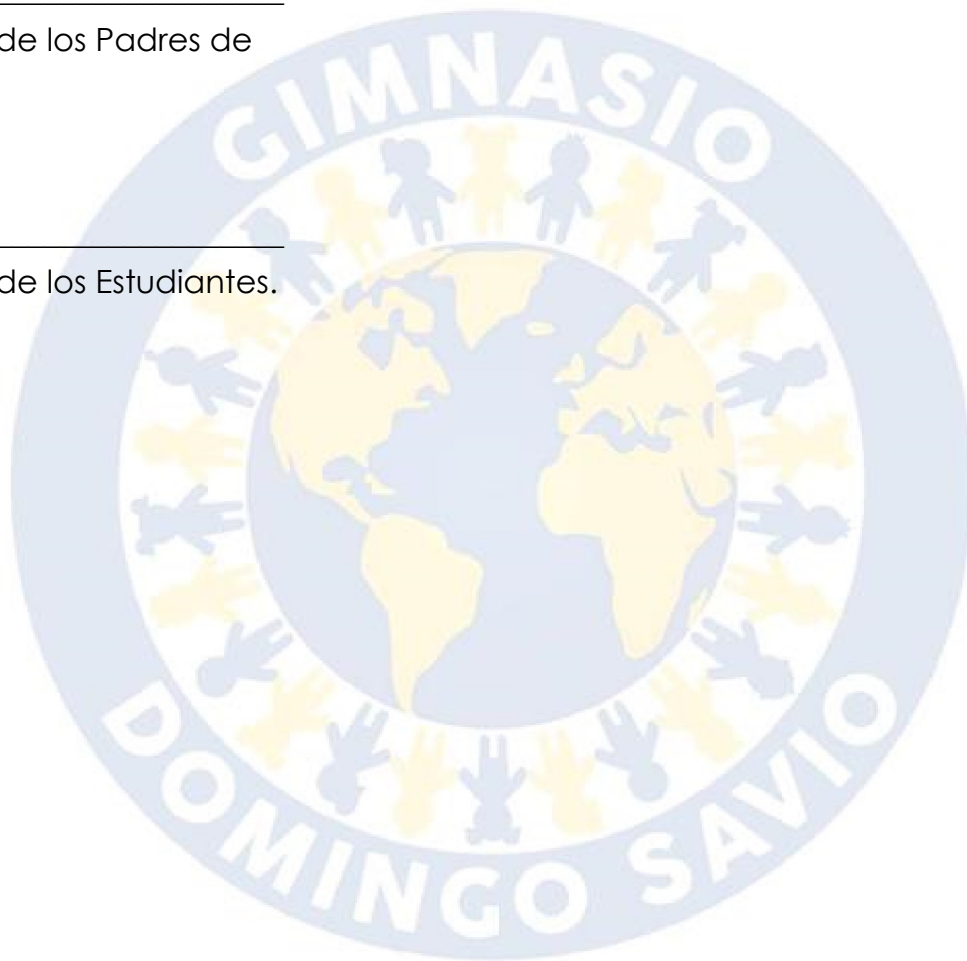 de los Padres de
de los Estudiantes.
GIMNASIO
DOMINGO SAVIO